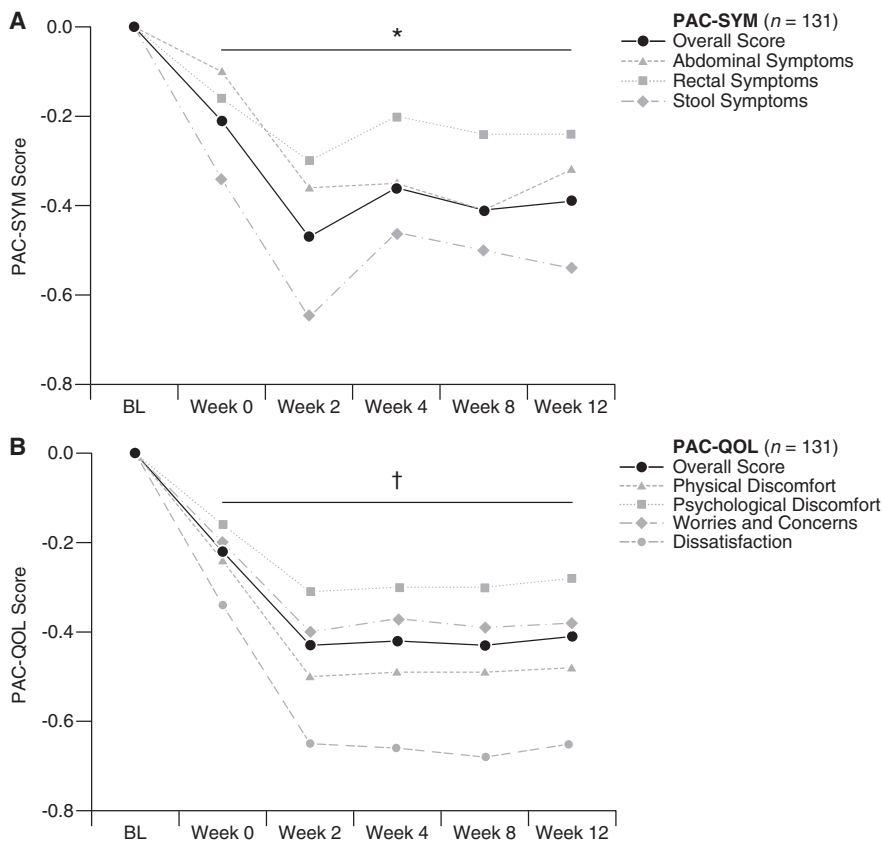 A
PAC-SYM (n = 131)
Overall Score
Abdominal Symptoms
Rectal Symptoms
Stool Symptoms
*
0.0
-0.2
-0.4
-0.6
-0.8
PAC-SYM Score
BL Week 0 Week 2 Week 4 Week 8 Week 12
B
PAC-QOL (n = 131)
Overall Score
Physical Discomfort
Psychological Discomfort
Worries and Concerns
Dissatisfaction
†
0.0
-0.2
-0.4
-0.6
-0.8
PAC-QOL Score
BL Week 0 Week 2 Week 4 Week 8 Week 12